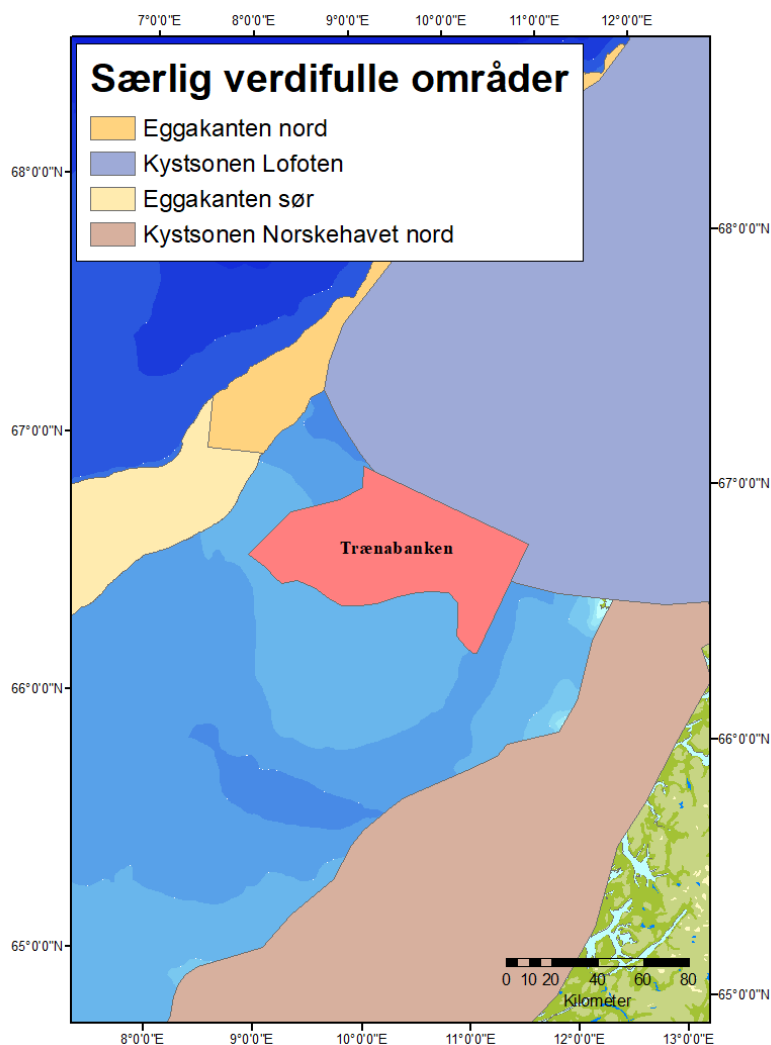 7°0'0"E 8°0'0"E 9°0'0"E 10°0'0"E 11°0'0"E 12°0'0"E
Særlig verdifulle områder
Eggakanten nord
Kystsonen Lofoten
Eggakanten sør
Kystsonen Norskehavet nord
68°0'0"N
68°0'0"N
67°0'0"N
67°0'0"N
Trænabanken
66°0'0"N
66°0'0"N
65°0'0"N
65°0'0"N
0 10 20 40 60 80
Kilometer
8°0'0"E 9°0'0"E 10°0'0"E 11°0'0"E 12°0'0"E 13°0'0"E